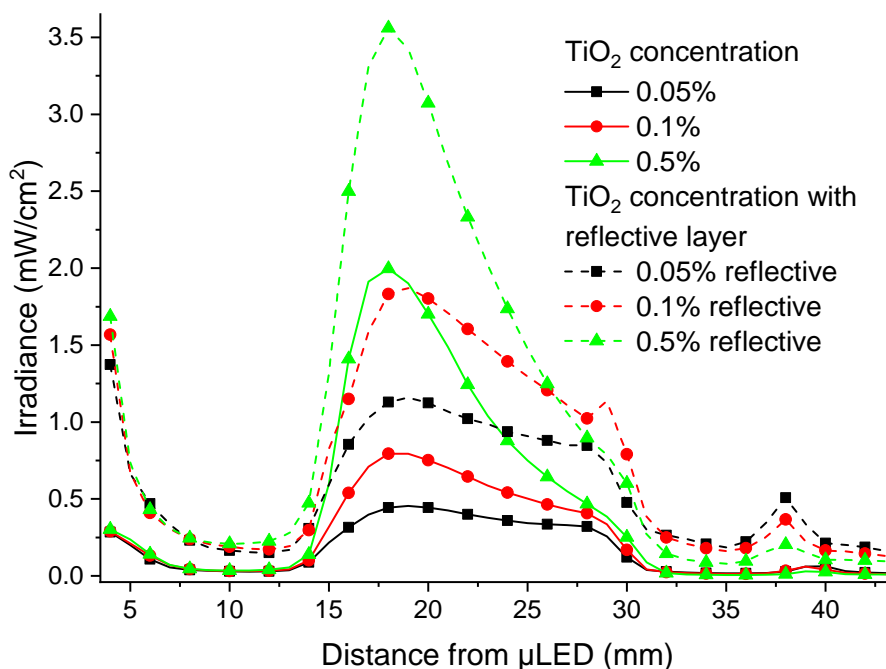 3.5
3.0
2.5
2.0
1.5
1.0
0.5
0.0
Irradiance (mW/cm²)
TiO₂ concentration
0.05%
0.1%
0.5%
TiO₂ concentration with
reflective layer
0.05% reflective
0.1% reflective
0.5% reflective
5 10 15 20 25 30 35 40
Distance from µLED (mm)